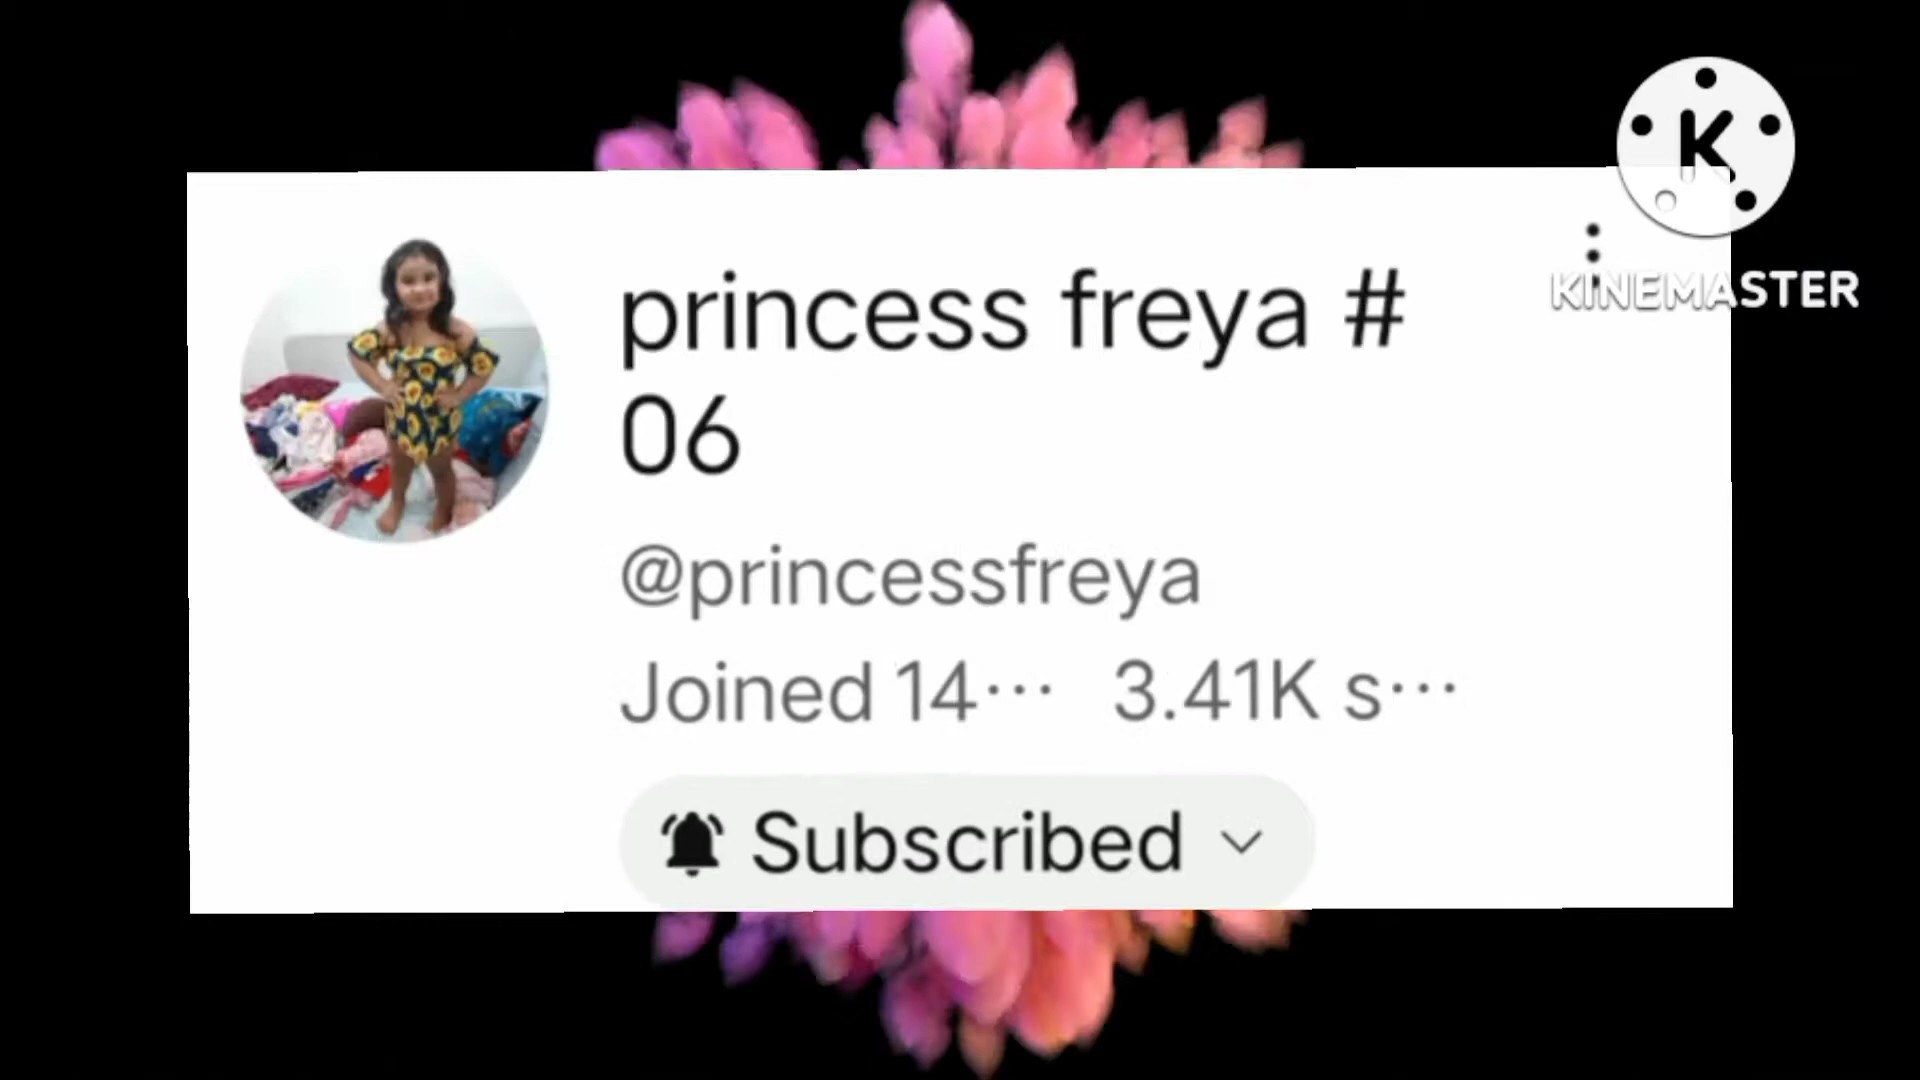 princess freya #
06
@princessfreya
Joined 14... 3.41K s...
Subscribed
K
KINEMASTER